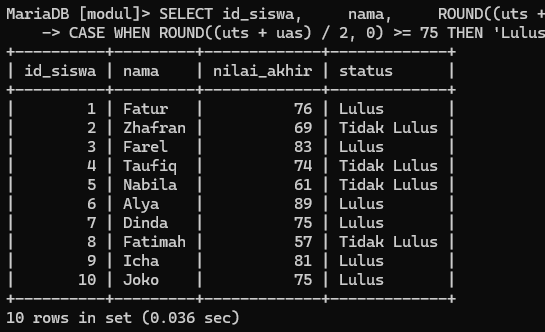 MariaDB [modul]> SELECT id_siswa,     nama,     ROUND((uts +
    -> CASE WHEN ROUND((uts + uas) / 2, 0) >= 75 THEN 'Lulus
+----------+---------+-------------+-------------+
| id_siswa | nama    | nilai_akhir | status      |
+----------+---------+-------------+-------------+
|        1 | Fatur   |          76 | Lulus       |
|        2 | Zhafran |          69 | Tidak Lulus |
|        3 | Farel   |          83 | Lulus       |
|        4 | Taufiq  |          74 | Tidak Lulus |
|        5 | Nabila  |          61 | Tidak Lulus |
|        6 | Alya    |          89 | Lulus       |
|        7 | Dinda   |          75 | Lulus       |
|        8 | Fatimah |          57 | Tidak Lulus |
|        9 | Icha    |          81 | Lulus       |
|       10 | Joko    |          75 | Lulus       |
+----------+---------+-------------+-------------+
10 rows in set (0.036 sec)